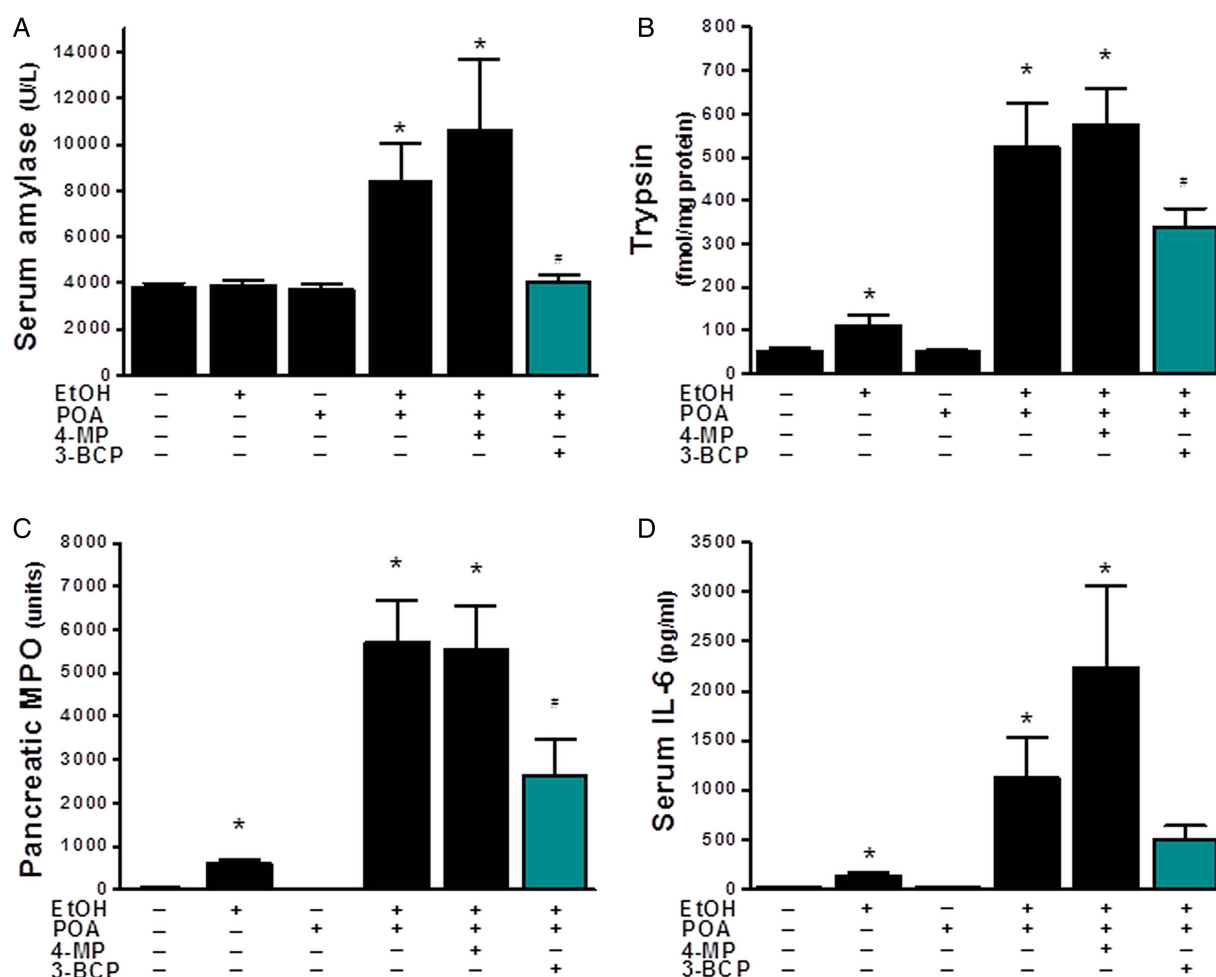 A
Serum amylase (U/L)
14000
12000
10000
8000
6000
4000
2000
0
* * #
EtOH – + – + + +
POA – – + + + +
4-MP – – – – + –
3-BCP – – – – – +
B
Trypsin
(fmol/mg protein)
800
700
600
500
400
300
200
100
0
* * * #
EtOH – + – + + +
POA – – + + + +
4-MP – – – – + –
3-BCP – – – – – +
C
Pancreatic MPO (units)
8000
7000
6000
5000
4000
3000
2000
1000
0
* * * #
EtOH – + – + + +
POA – – + + + +
4-MP – – – – + –
3-BCP – – – – – +
D
Serum IL-6 (pg/ml)
3500
3000
2500
2000
1500
1000
500
0
* * *
EtOH – + – + + +
POA – – + + + +
4-MP – – – – + –
3-BCP – – – – – +